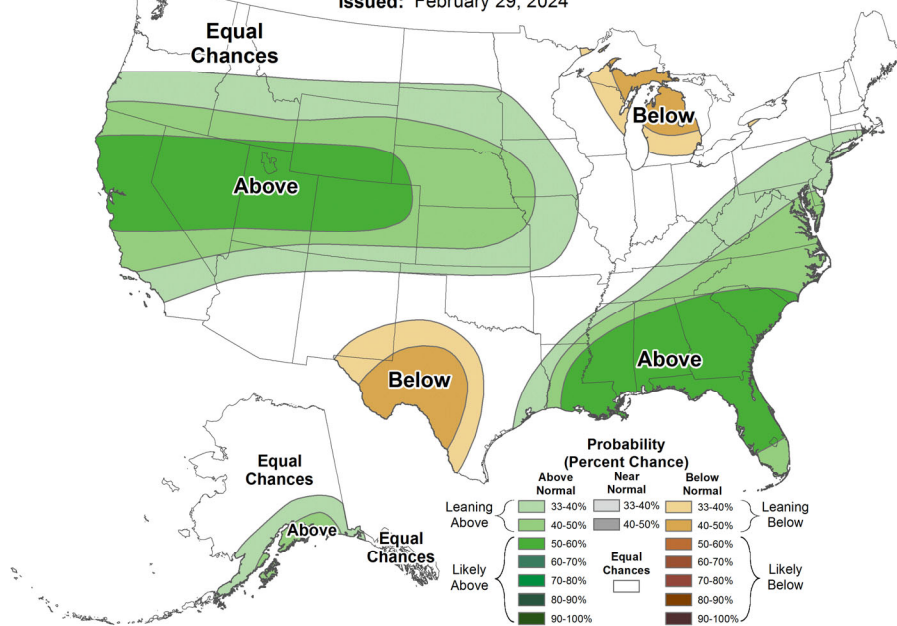 Issued: February 29, 2024
Equal
Chances
Below
Above
Above
Below
Equal
Chances
Above
Equal
Chances
Probability
(Percent Chance)
Above
Normal
Near
Normal
Below
Normal
Leaning
Above
33-40%
33-40%
33-40%
Leaning
Below
40-50%
40-50%
40-50%
Likely
Above
50-60%
Equal
Chances
50-60%
Likely
Below
60-70%
60-70%
70-80%
70-80%
80-90%
80-90%
90-100%
90-100%